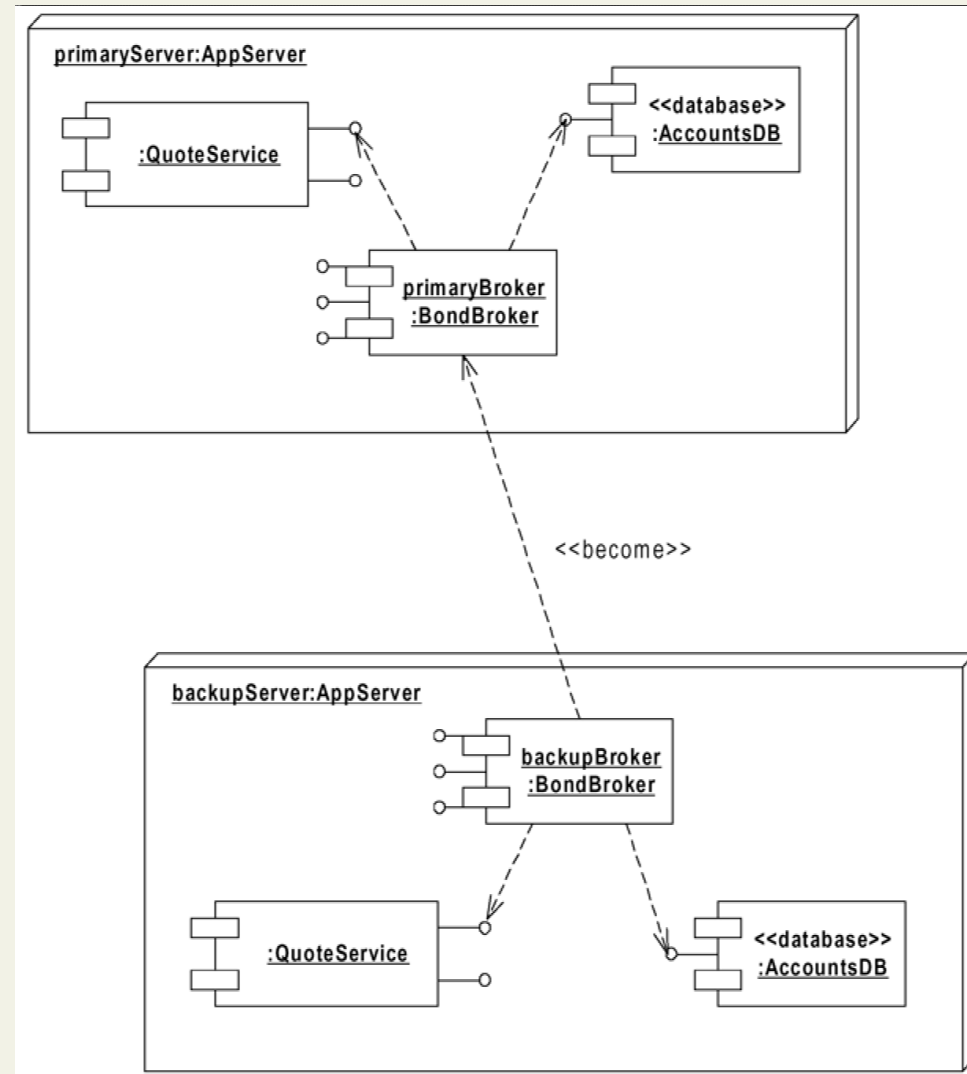 primaryServer:AppServer
<<database>>
:AccountsDB
:QuoteService
primaryBroker
:BondBroker
<<become>>
backupServer:AppServer
backupBroker
:BondBroker
:QuoteService
<<database>>
:AccountsDB